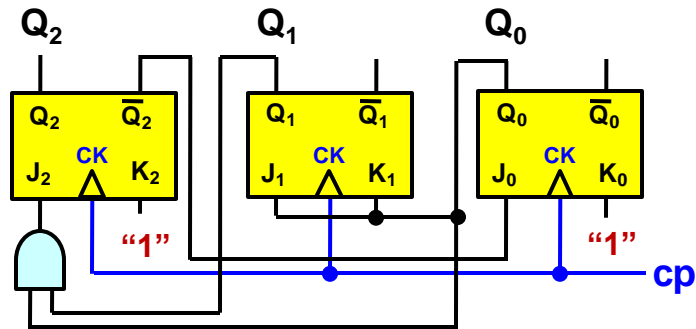 Q₂ Q₁ Q₀
Q₂ Q̅₂ Q₁ Q̅₁ Q₀ Q̅₀
J₂ CK K₂ J₁ CK K₁ J₀ CK K₀
“1” “1”
cp